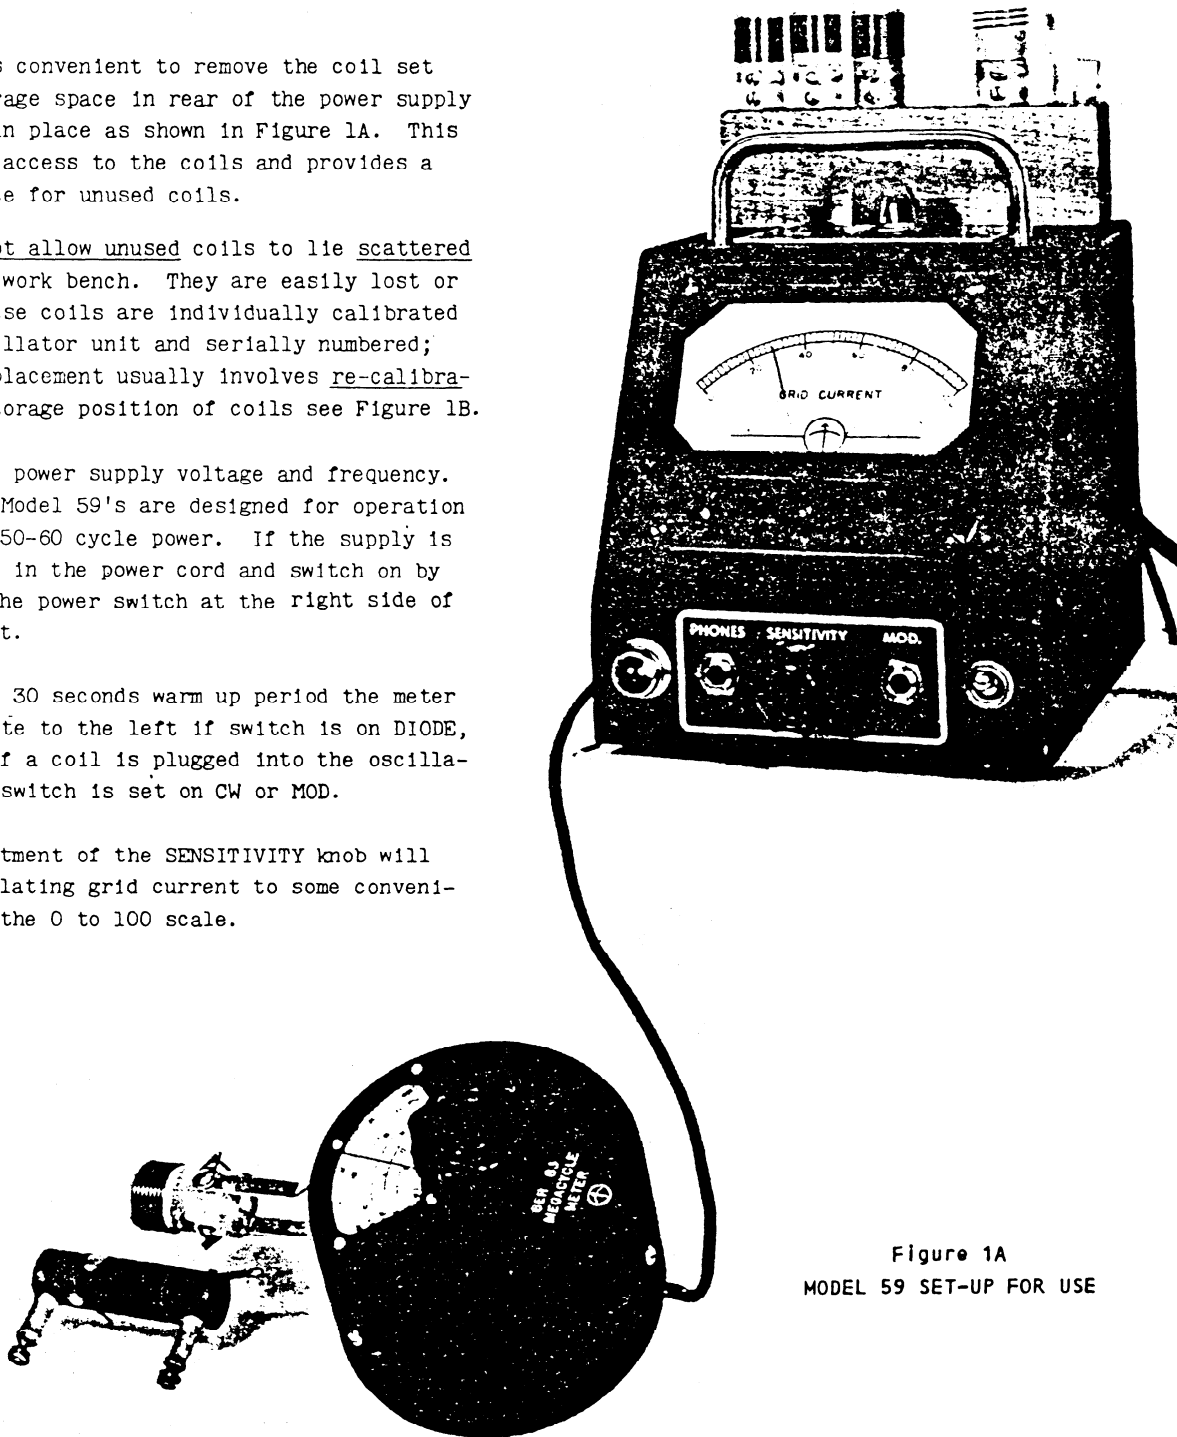 s convenient to remove the coil set
rage space in rear of the power supply
in place as shown in Figure 1A. This
access to the coils and provides a
e for unused coils.
ot allow unused coils to lie scattered
work bench. They are easily lost or
se coils are individually calibrated
llator unit and serially numbered;
placement usually involves re-calibra-
torage position of coils see Figure 1B.
power supply voltage and frequency.
Model 59's are designed for operation
50-60 cycle power. If the supply is
in the power cord and switch on by
he power switch at the right side of
t.
30 seconds warm up period the meter
te to the left if switch is on DIODE,
f a coil is plugged into the oscilla-
switch is set on CW or MOD.
tment of the SENSITIVITY knob will
lating grid current to some conveni-
the 0 to 100 scale.
40
GRID CURRENT
PHONES SENSITIVITY MOD.
MEGACYCLE
METER
Figure 1A
MODEL 59 SET-UP FOR USE